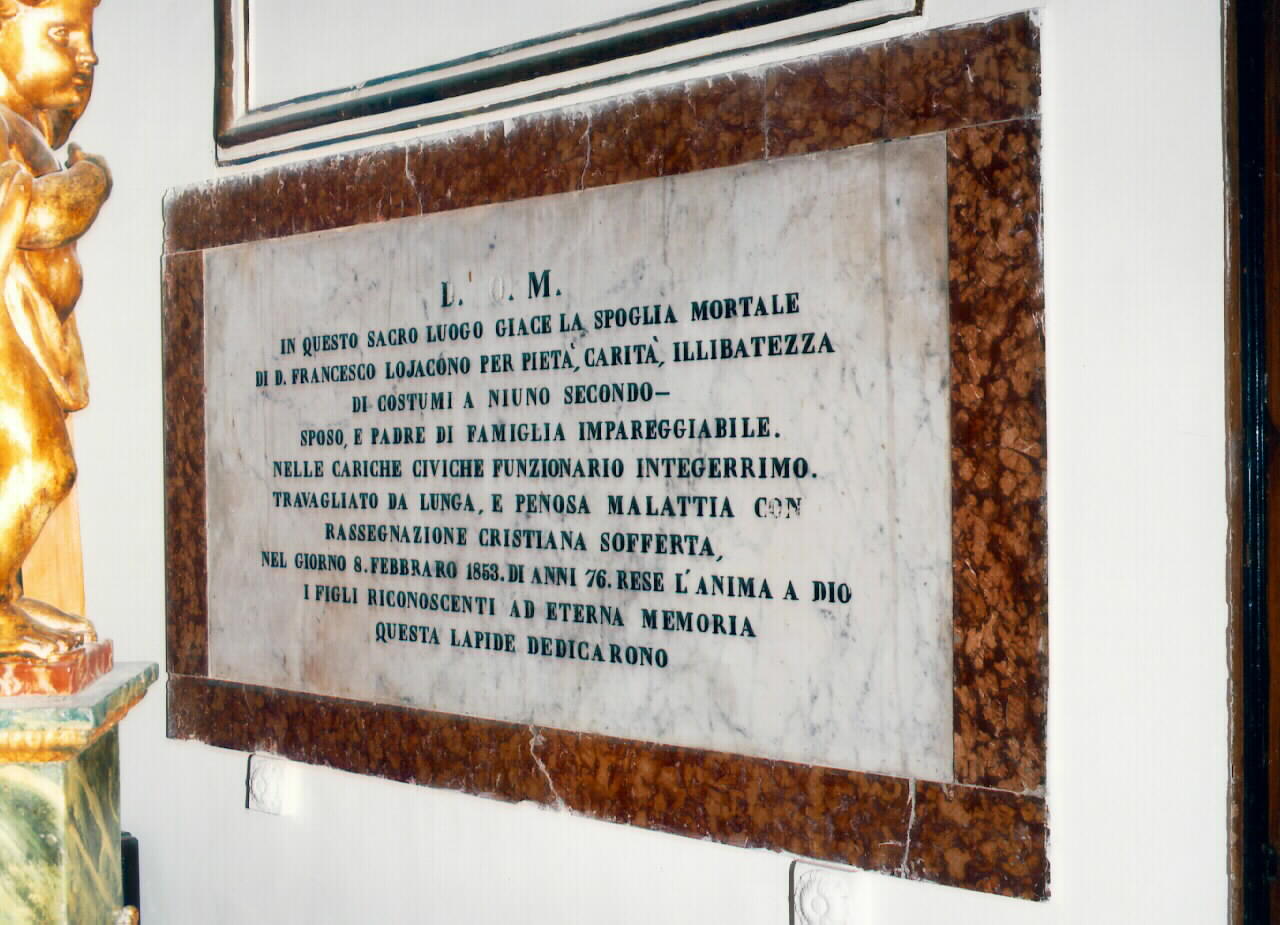 D. O. M.
IN QUESTO SACRO LUOGO GIACE LA SPOGLIA MORTALE
DI D. FRANCESCO LOJACONO PER PIETA', CARITÀ, ILLIBATEZZA
DI COSTUMI A NIUNO SECONDO–
SPOSO, E PADRE DI FAMIGLIA IMPAREGGIABILE.
NELLE CARICHE CIVICHE FUNZIONARIO INTEGERRIMO.
TRAVAGLIATO DA LUNGA, E PENOSA MALATTIA CON
RASSEGNAZIONE CRISTIANA SOFFERTA,
NEL GIORNO 8. FEBBRARO 1853. DI ANNI 76. RESE L'ANIMA A DIO
I FIGLI RICONOSCENTI AD ETERNA MEMORIA
QUESTA LAPIDE DEDICARONO